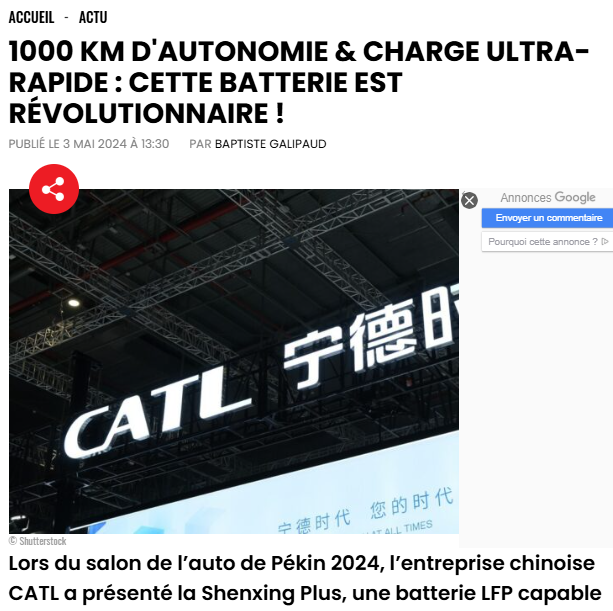 ACCUEIL - ACTU
1000 KM D'AUTONOMIE & CHARGE ULTRA-
RAPIDE : CETTE BATTERIE EST
RÉVOLUTIONNAIRE !
PUBLIÉ LE 3 MAI 2024 À 13:30 PAR BAPTISTE GALIPAUD
Annonces Google
Envoyer un commentaire
Pourquoi cette annonce ?
CATL 宁德时
宁德时代 您的时代
AT ALL TIMES
© Shutterstock
Lors du salon de l’auto de Pékin 2024, l’entreprise chinoise
CATL a présenté la Shenxing Plus, une batterie LFP capable